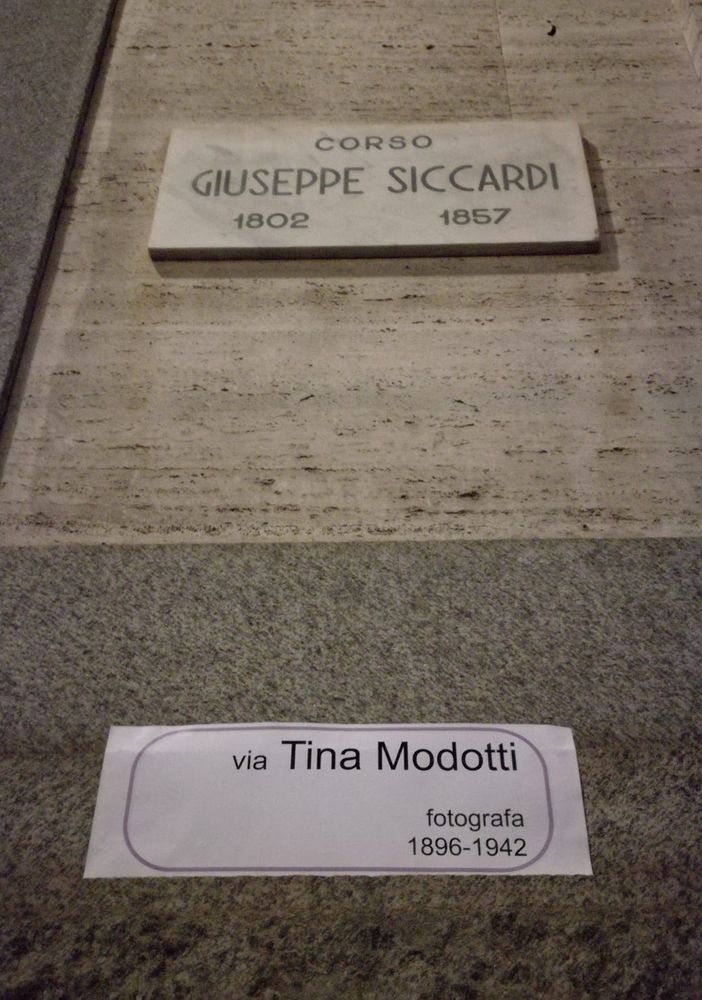 CORSO
GIUSEPPE SICCARDI
1802 1857
via Tina Modotti
fotografa
1896-1942